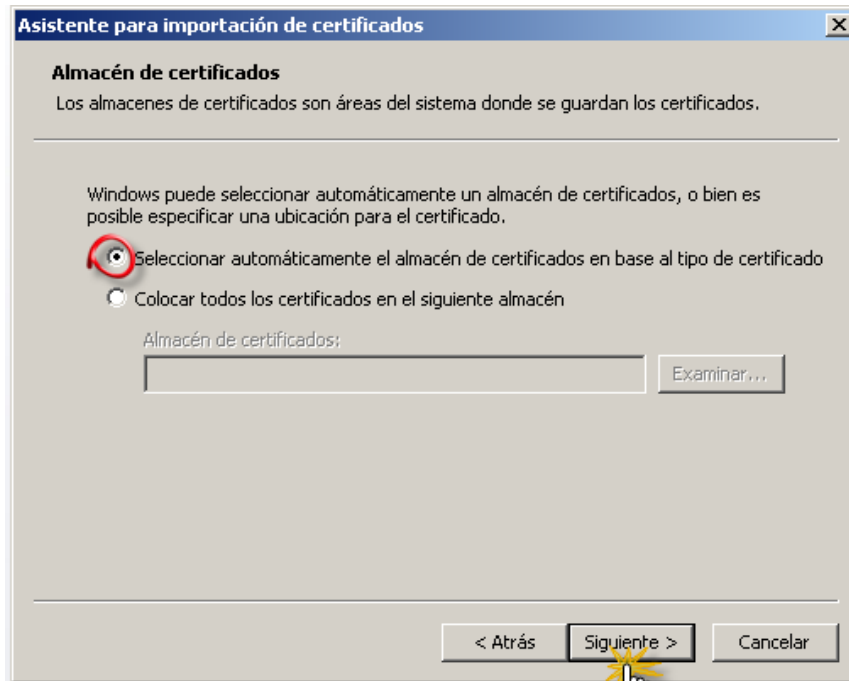 Asistente para importación de certificados
Almacén de certificados
Los almacenes de certificados son áreas del sistema donde se guardan los certificados.
Windows puede seleccionar automáticamente un almacén de certificados, o bien es
posible especificar una ubicación para el certificado.
Seleccionar automáticamente el almacén de certificados en base al tipo de certificado
Colocar todos los certificados en el siguiente almacén
Almacén de certificados:
Examinar...
< Atrás Siguiente > Cancelar